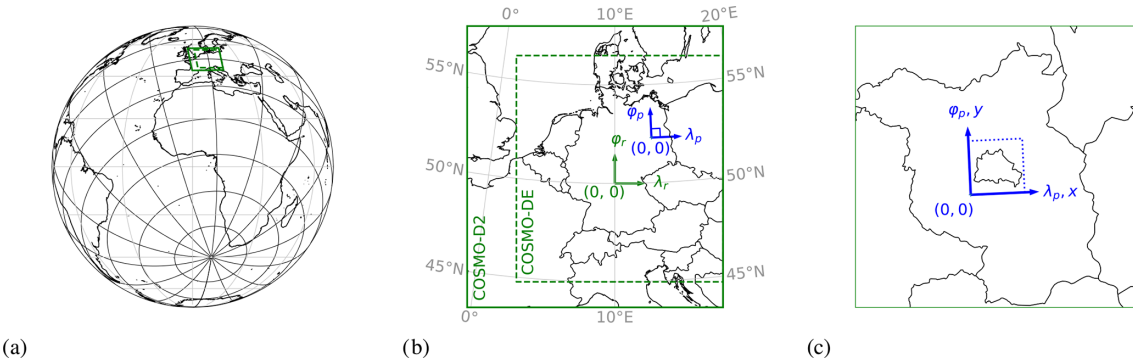 0° 10°E 20°E
55°N 55°N
φₚ λₚ
(0, 0)
φᵣ
50°N 50°N
(0, 0) λᵣ
COSMO-D2
COSMO-DE
45°N 45°N
0° 10°E 20°E
φₚ, y
λₚ, x
(0, 0)
(a) (b) (c)